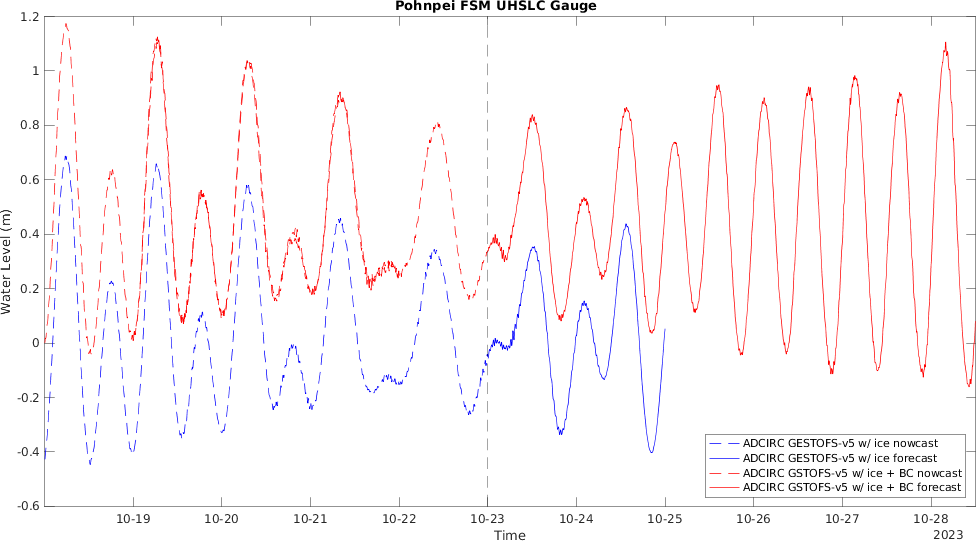 Pohnpei FSM UHSLC Gauge
1.2
1
0.8
0.6
0.4
0.2
0
-0.2
-0.4
-0.6
Water Level (m)
ADCIRC GESTOFS-v5 w/ ice nowcast
ADCIRC GESTOFS-v5 w/ ice forecast
ADCIRC GSTOFS-v5 w/ ice + BC nowcast
ADCIRC GSTOFS-v5 w/ ice + BC forecast
10-19 10-20 10-21 10-22 10-23 10-24 10-25 10-26 10-27 10-28
Time
2023